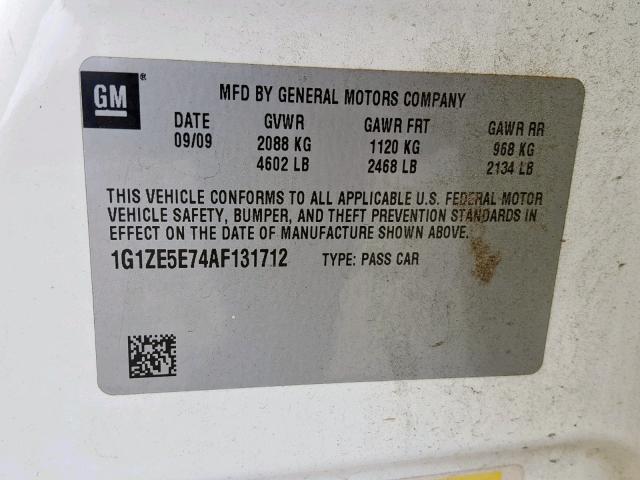 GM®
MFD BY GENERAL MOTORS COMPANY
DATE GVWR GAWR FRT GAWR RR
09/09 2088 KG 1120 KG 968 KG
4602 LB 2468 LB 2134 LB
THIS VEHICLE CONFORMS TO ALL APPLICABLE U.S. FEDERAL MOTOR
VEHICLE SAFETY, BUMPER, AND THEFT PREVENTION STANDARDS IN
EFFECT ON THE DATE OF MANUFACTURE SHOWN ABOVE.
1G1ZE5E74AF131712 TYPE: PASS CAR